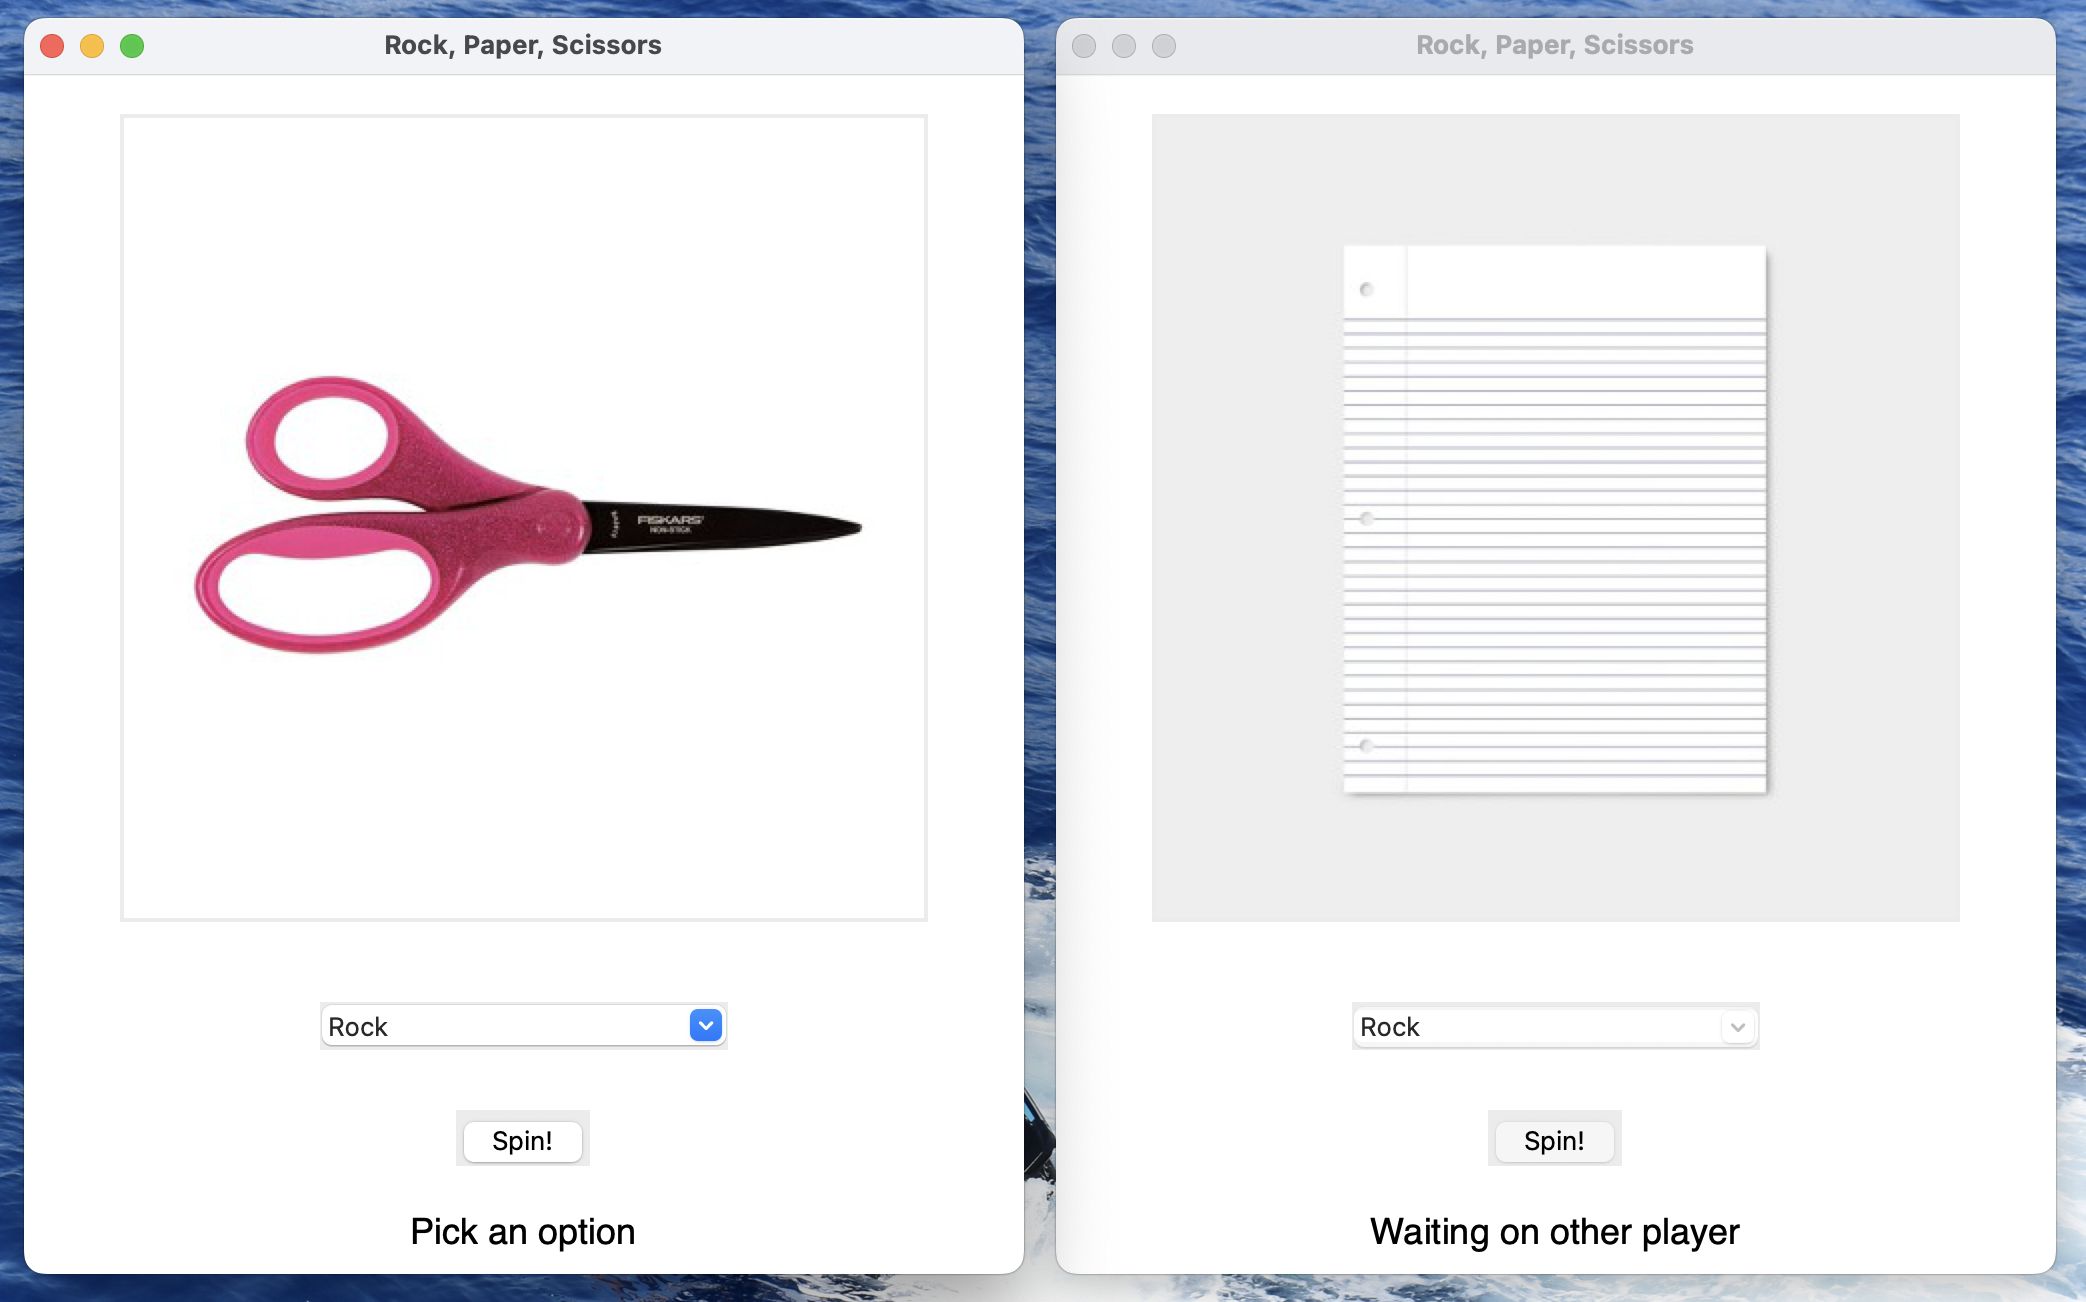 Rock, Paper, Scissors
FISKARS
NON-STICK
Rock
Spin!
Pick an option
Rock, Paper, Scissors
Rock
Spin!
Waiting on other player